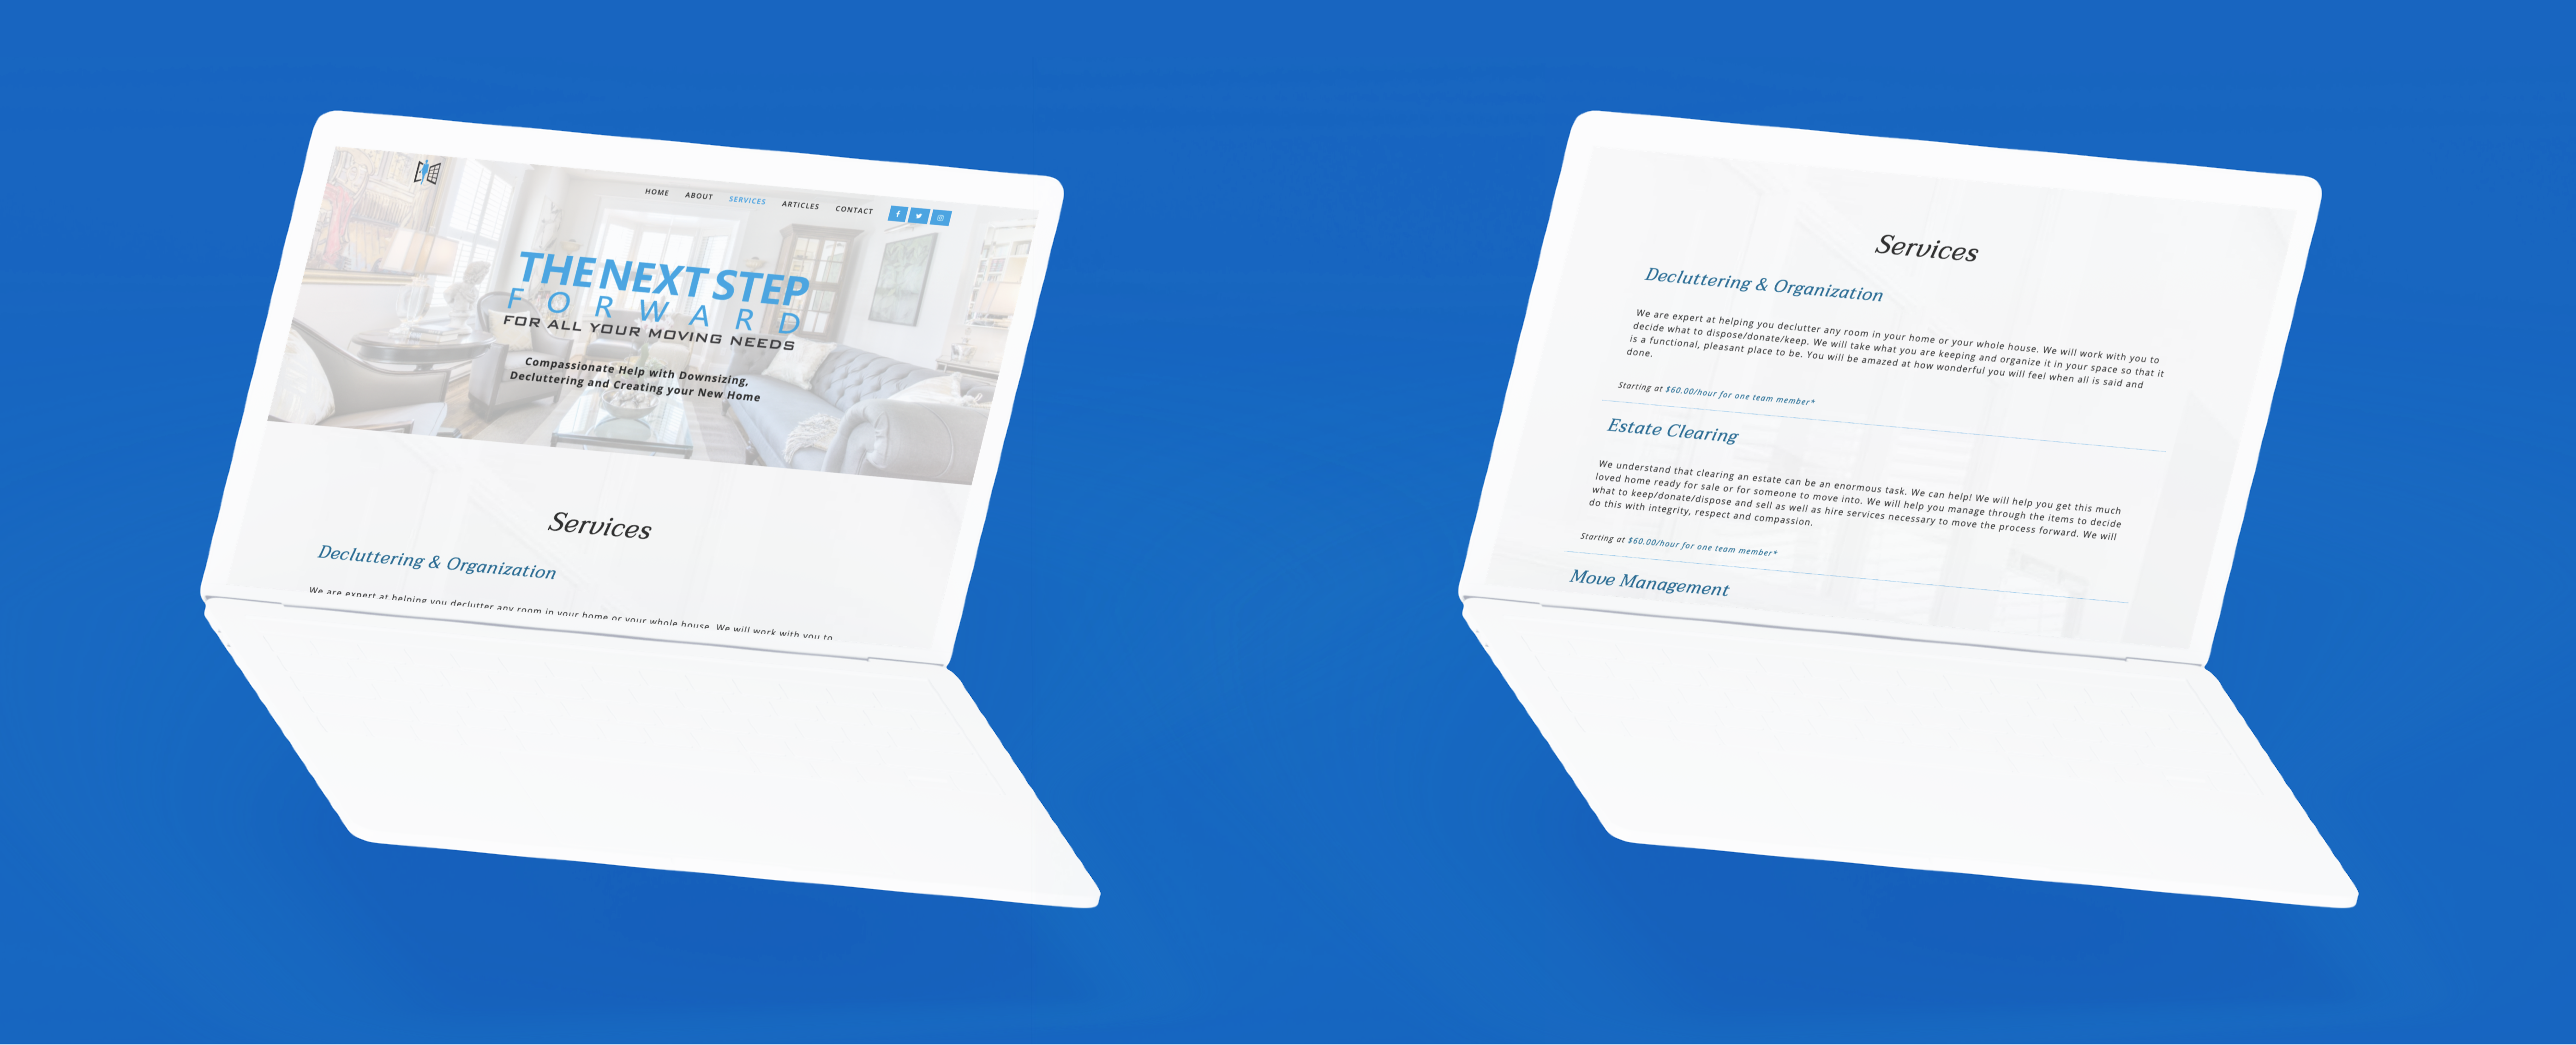 HOME ABOUT SERVICES ARTICLES CONTACT
THE NEXT STEP
FORWARD
FOR ALL YOUR MOVING NEEDS
Compassionate Help with Downsizing,
Decluttering and Creating your New Home
Services
Decluttering & Organization
We are expert at helping you declutter any room in your home or your whole house. We will work with you to
Services
Decluttering & Organization
We are expert at helping you declutter any room in your home or your whole house. We will work with you to
decide what to dispose/donate/keep. We will take what you are keeping and organize it in your space so that it
is a functional, pleasant place to be. You will be amazed at how wonderful you will feel when all is said and
done.
Starting at $60.00/hour for one team member*
Estate Clearing
We understand that clearing an estate can be an enormous task. We can help! We will help you get this much
loved home ready for sale or for someone to move into. We will help you manage through the items to decide
what to keep/donate/dispose and sell as well as hire services necessary to move the process forward. We will
do this with integrity, respect and compassion.
Starting at $60.00/hour for one team member*
Move Management